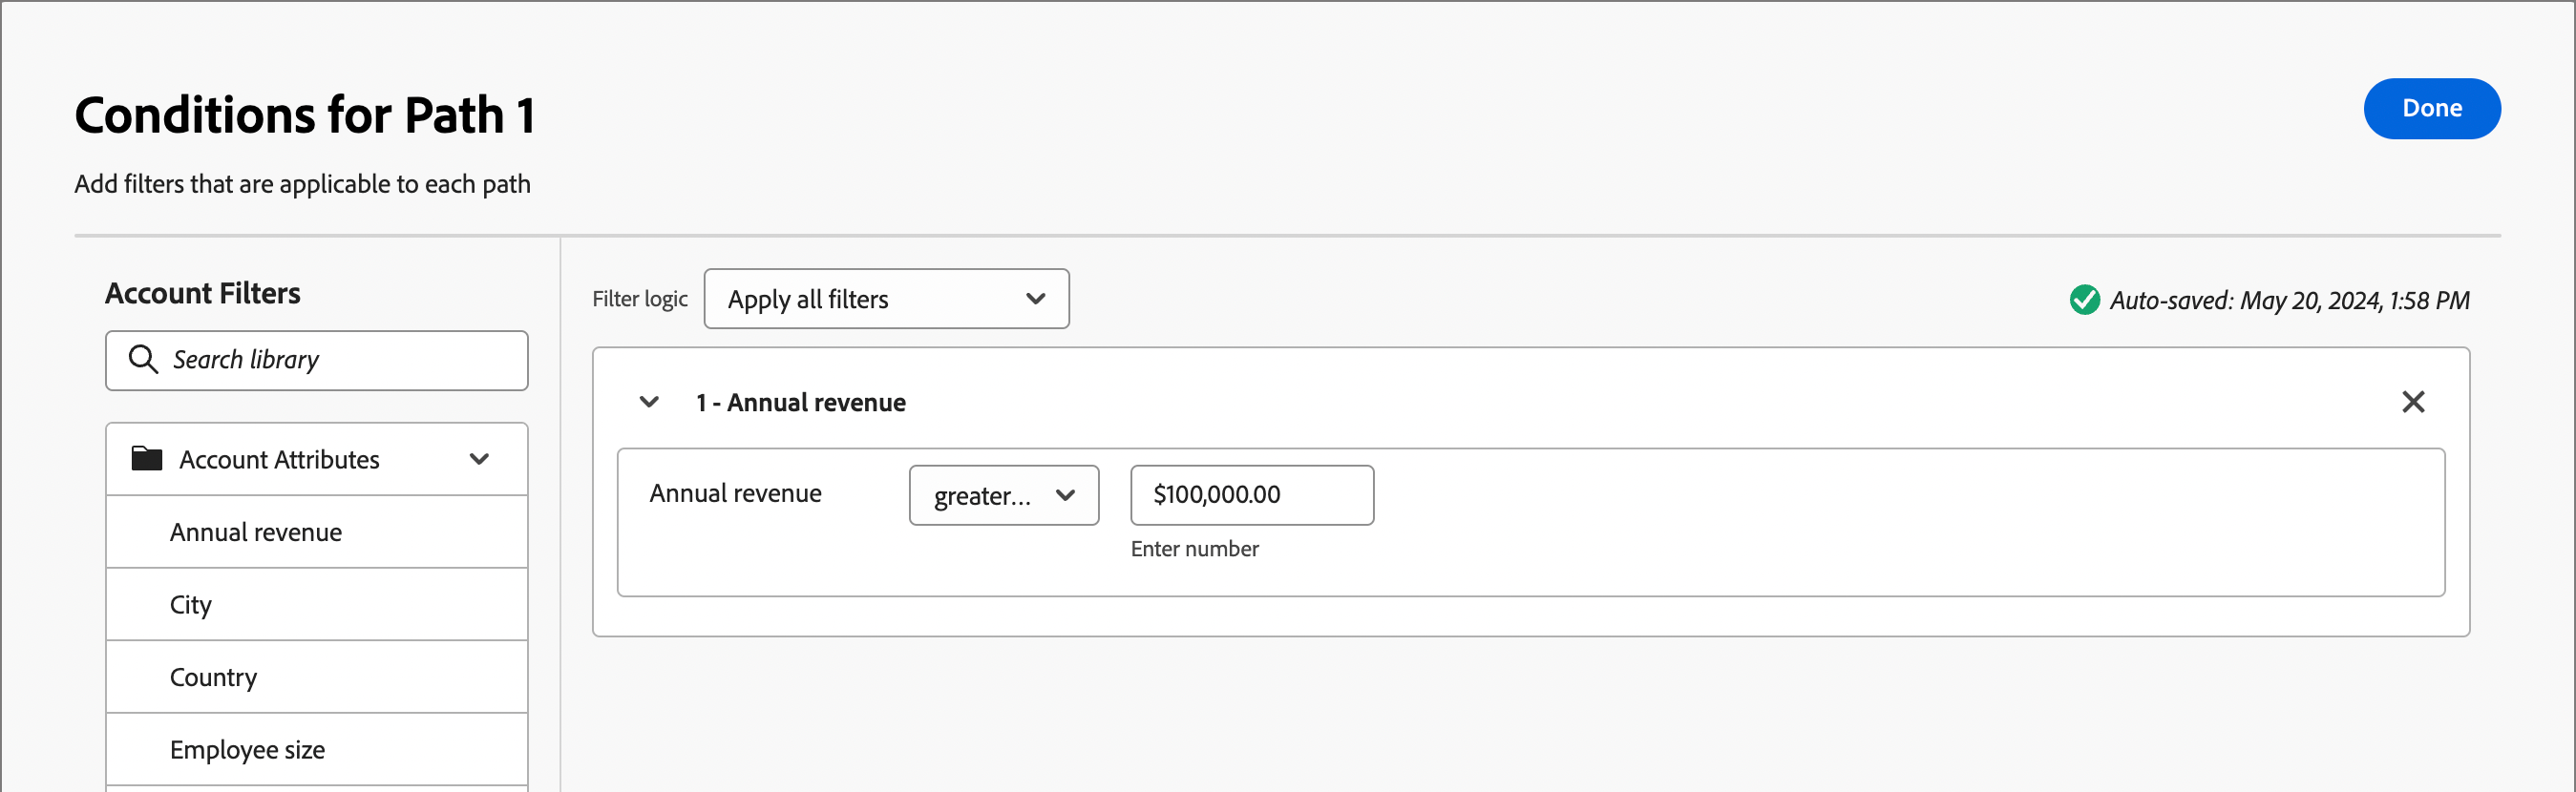 Conditions for Path 1
Done
Add filters that are applicable to each path
Account Filters
Search library
Account Attributes
Annual revenue
City
Country
Employee size
Filter logic
Apply all filters
Auto-saved: May 20, 2024, 1:58 PM
1 - Annual revenue
Annual revenue
greater...
$100,000.00
Enter number